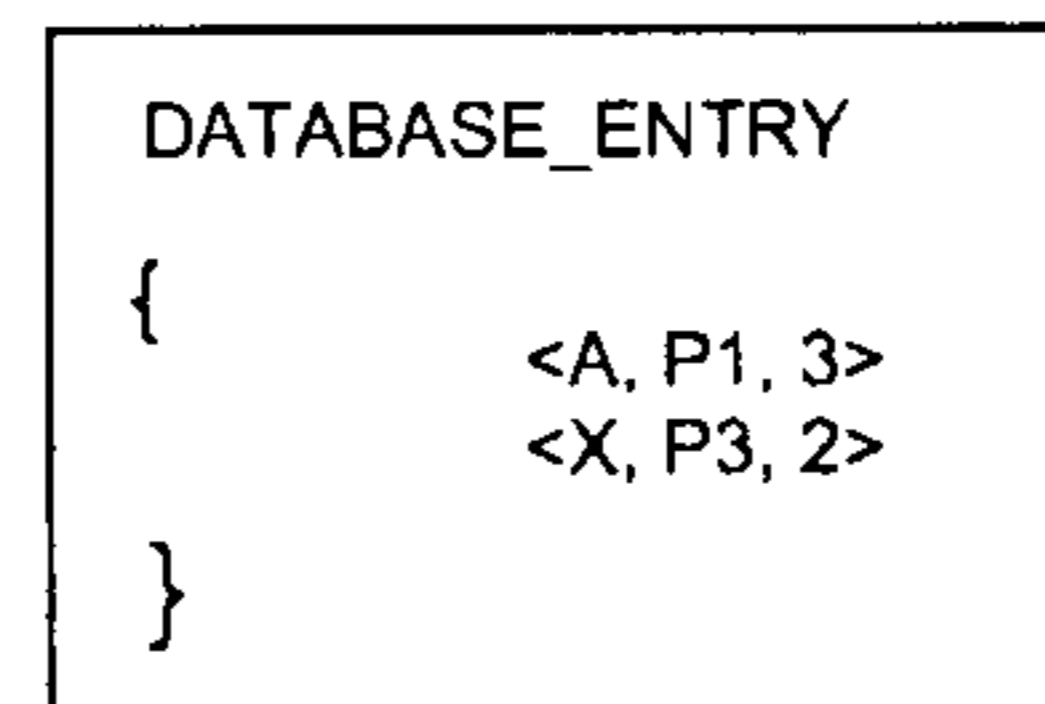 DATABASE_ENTRY
{
<A, P1, 3>
<X, P3, 2>
}